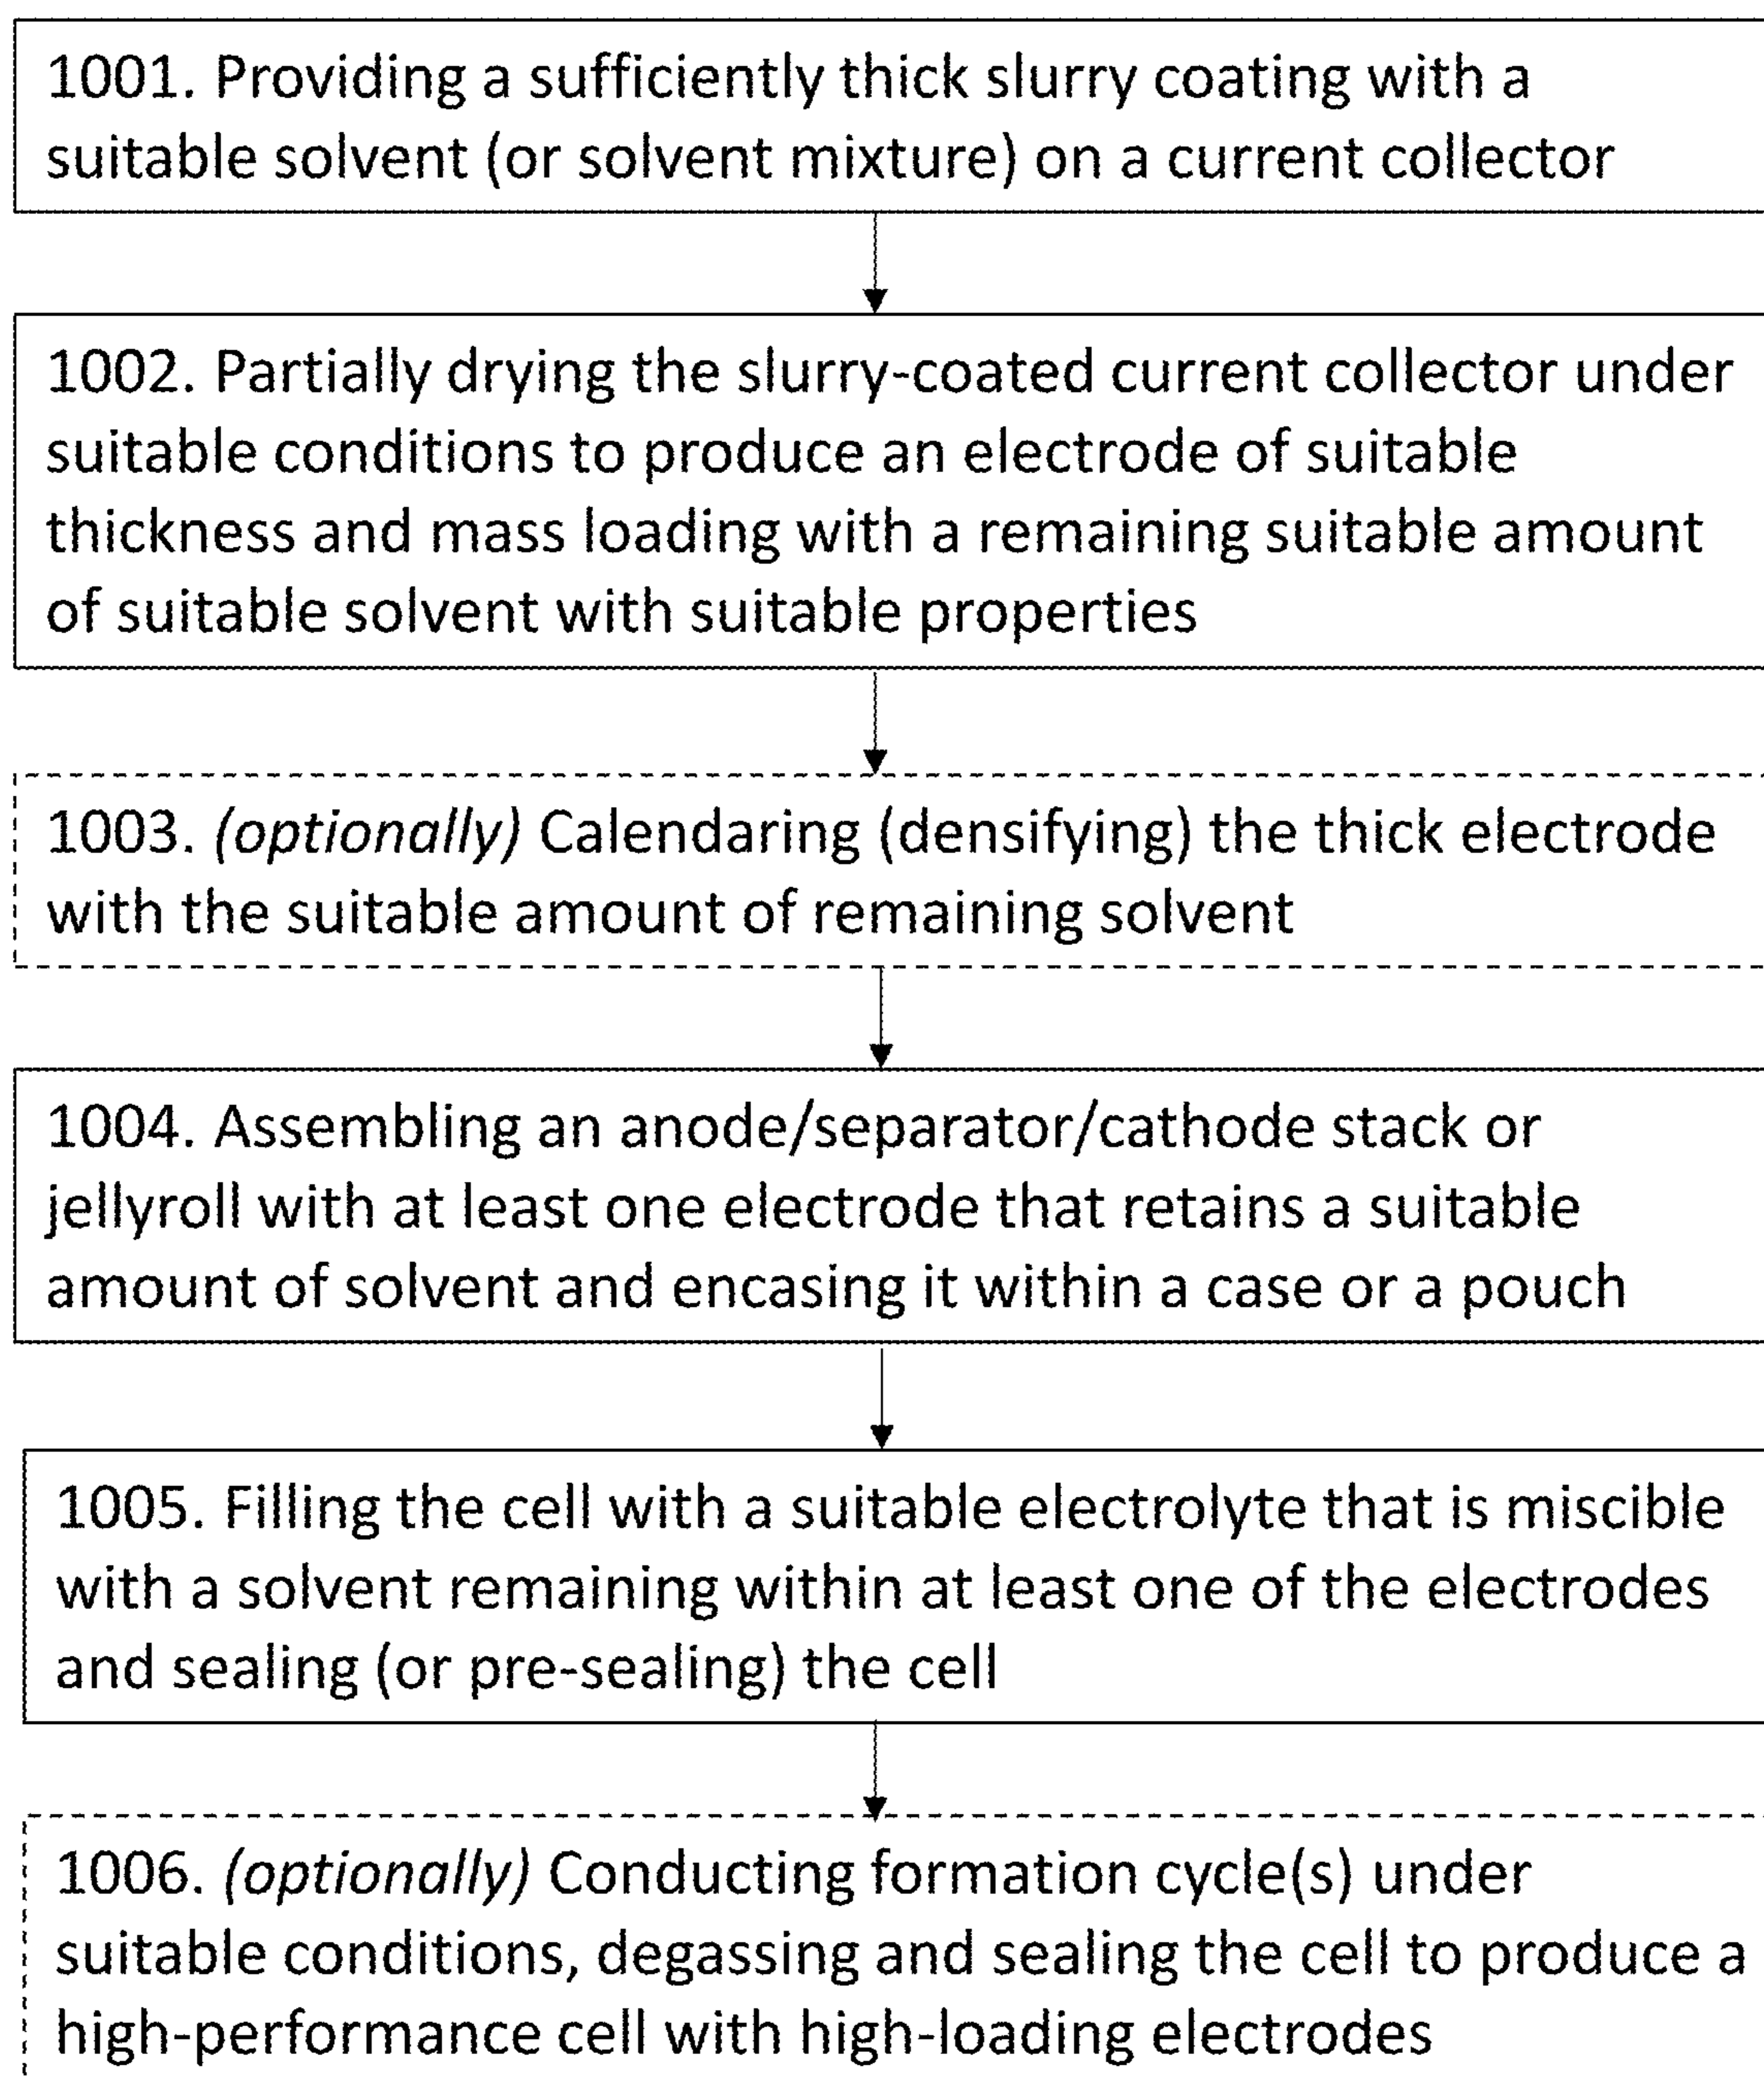 1001. Providing a sufficiently thick slurry coating with a
suitable solvent (or solvent mixture) on a current collector
1002. Partially drying the slurry-coated current collector under
suitable conditions to produce an electrode of suitable
thickness and mass loading with a remaining suitable amount
of suitable solvent with suitable properties
1003. (optionally) Calendaring (densifying) the thick electrode
with the suitable amount of remaining solvent
1004. Assembling an anode/separator/cathode stack or
jellyroll with at least one electrode that retains a suitable
amount of solvent and encasing it within a case or a pouch
1005. Filling the cell with a suitable electrolyte that is miscible
with a solvent remaining within at least one of the electrodes
and sealing (or pre-sealing) the cell
1006. (optionally) Conducting formation cycle(s) under
suitable conditions, degassing and sealing the cell to produce a
high-performance cell with high-loading electrodes